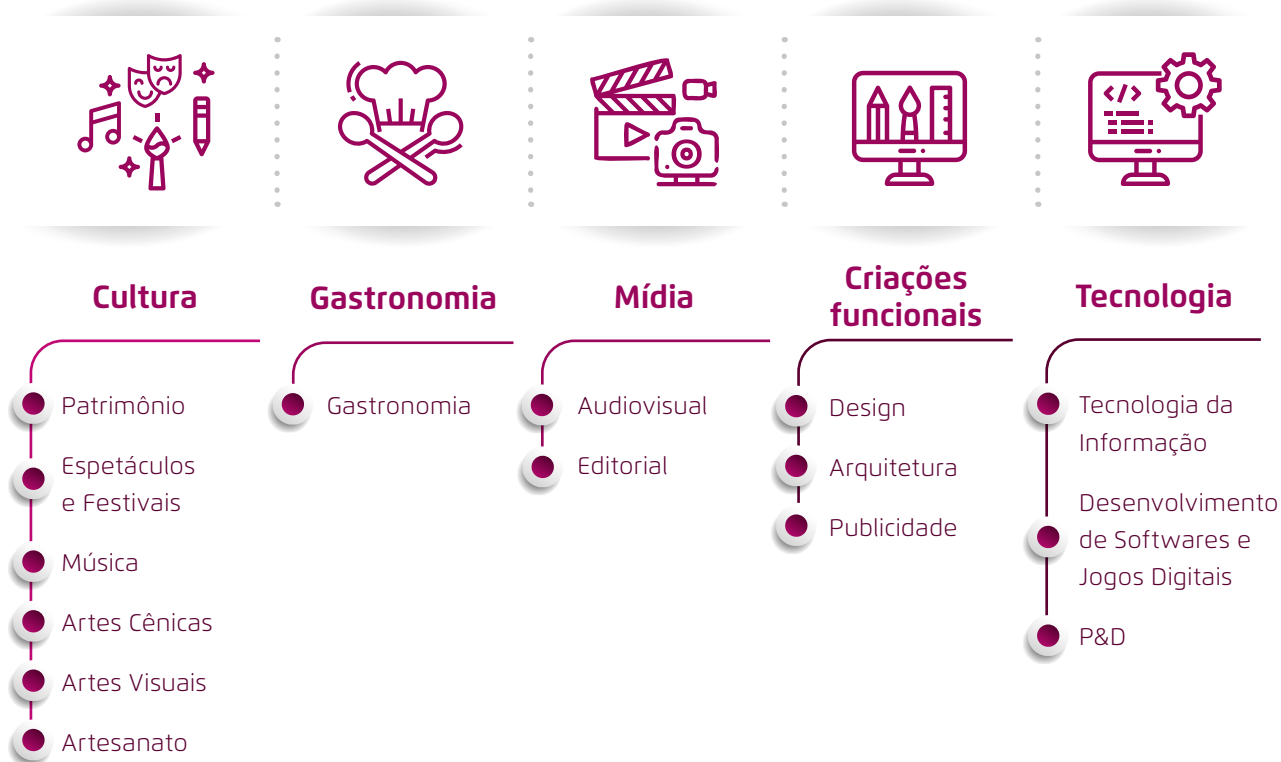 Cultura
Patrimônio
Espetáculos
e Festivais
Música
Artes Cênicas
Artes Visuais
Artesanato
Gastronomia
Gastronomia
Mídia
Audiovisual
Editorial
Criações
funcionais
Design
Arquitetura
Publicidade
</>
Tecnologia
Tecnologia da
Informação
Desenvolvimento
de Softwares e
Jogos Digitais
P&D